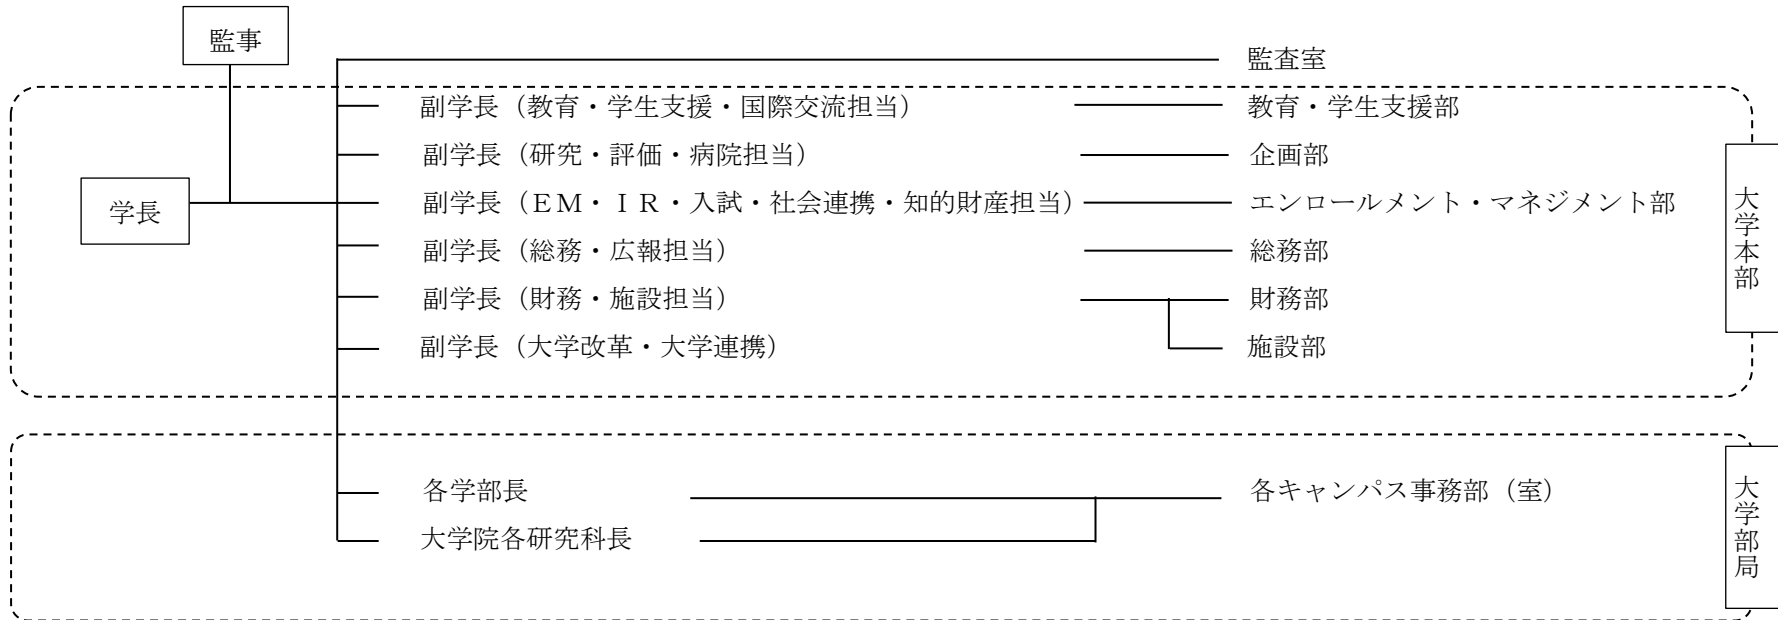 監事
監査室
副学長（教育・学生支援・国際交流担当）
教育・学生支援部
副学長（研究・評価・病院担当）
企画部
学長
副学長（ＥＭ・ＩＲ・入試・社会連携・知的財産担当）
エンロールメント・マネジメント部
副学長（総務・広報担当）
総務部
副学長（財務・施設担当）
財務部
副学長（大学改革・大学連携）
施設部
大学本部
各学部長
各キャンパス事務部（室）
大学院各研究科長
大学部局